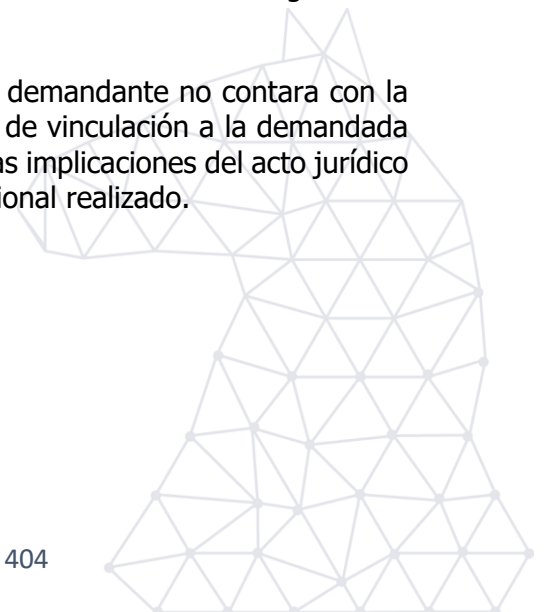 demandante no contara con la
de vinculación a la demandada
as implicaciones del acto jurídico
ional realizado.
404